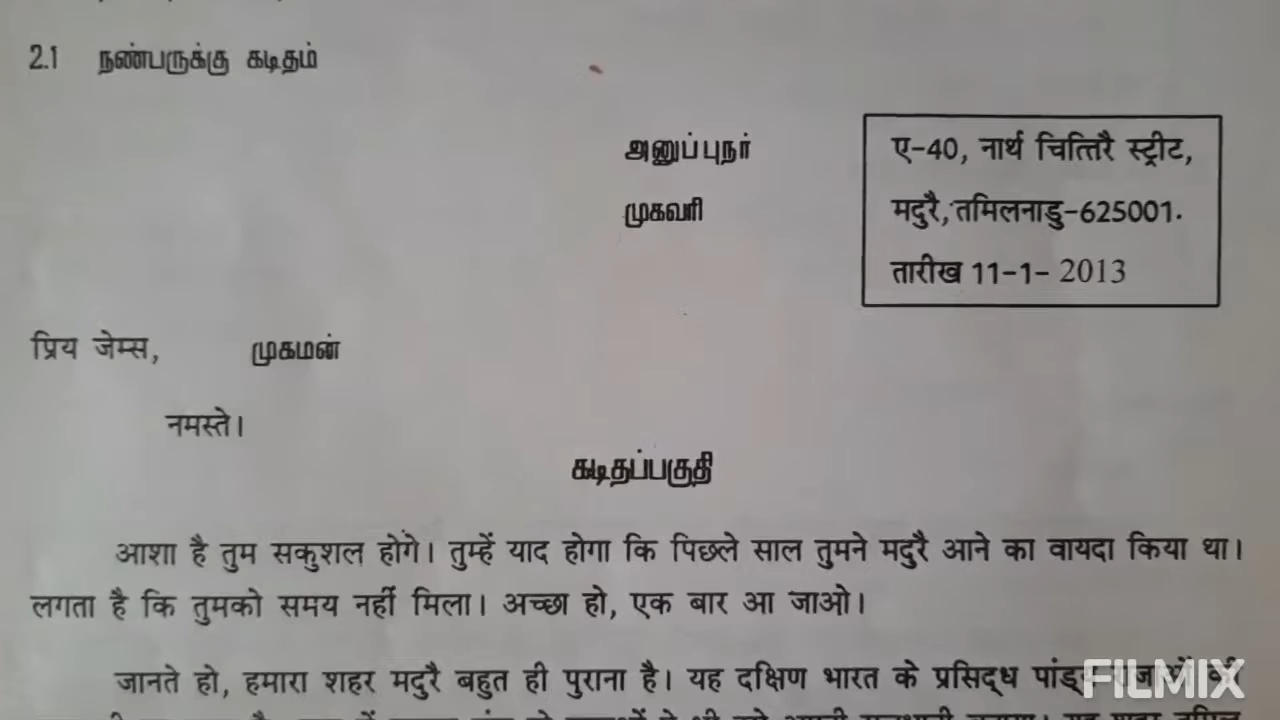 2.1 நண்பருக்கு கடிதம்
அனுப்புநர்
முகவரி
ए-40, नार्थ चित्तिरै स्ट्रीट,
मदुरै, तमिलनाडु-625001.
तारीख 11-1- 2013
प्रिय जेम्स, முகமன்
नमस्ते।
கடிதப்பகுதி
आशा है तुम सकुशल होगे। तुम्हें याद होगा कि पिछले साल तुमने मदुरै आने का वायदा किया था।
लगता है कि तुमको समय नहीं मिला। अच्छा हो, एक बार आ जाओ।
जानते हो, हमारा शहर मदुरै बहुत ही पुराना है। यह दक्षिण भारत के प्रसिद्ध
FILMIX